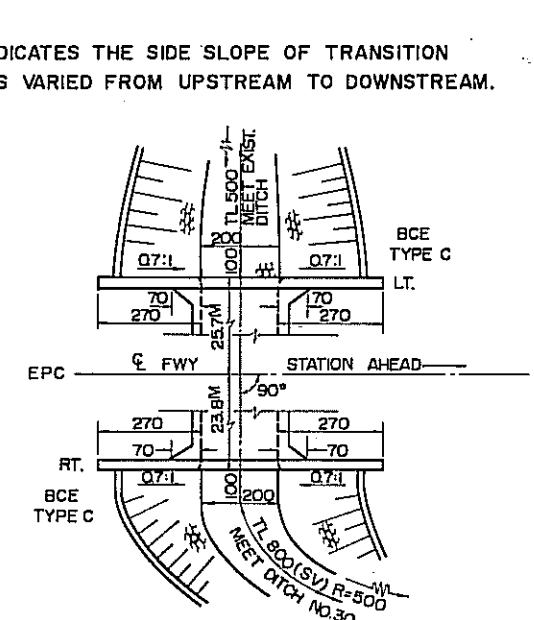 DICATES THE SIDE SLOPE OF TRANSITION
S VARIED FROM UPSTREAM TO DOWNSTREAM.
TL 500
MEET EXIST.
DITCH
200
100
0.7:1
0.7:1
BCE
TYPE C
LT.
70
70
270
270
25.7M
EPC
℄ FWY
STATION AHEAD
90°
23.8M
270
270
70
70
RT.
0.7:1
0.7:1
100
200
BCE
TYPE C
TL 800(SV) R=500
MEET DITCH NO.30